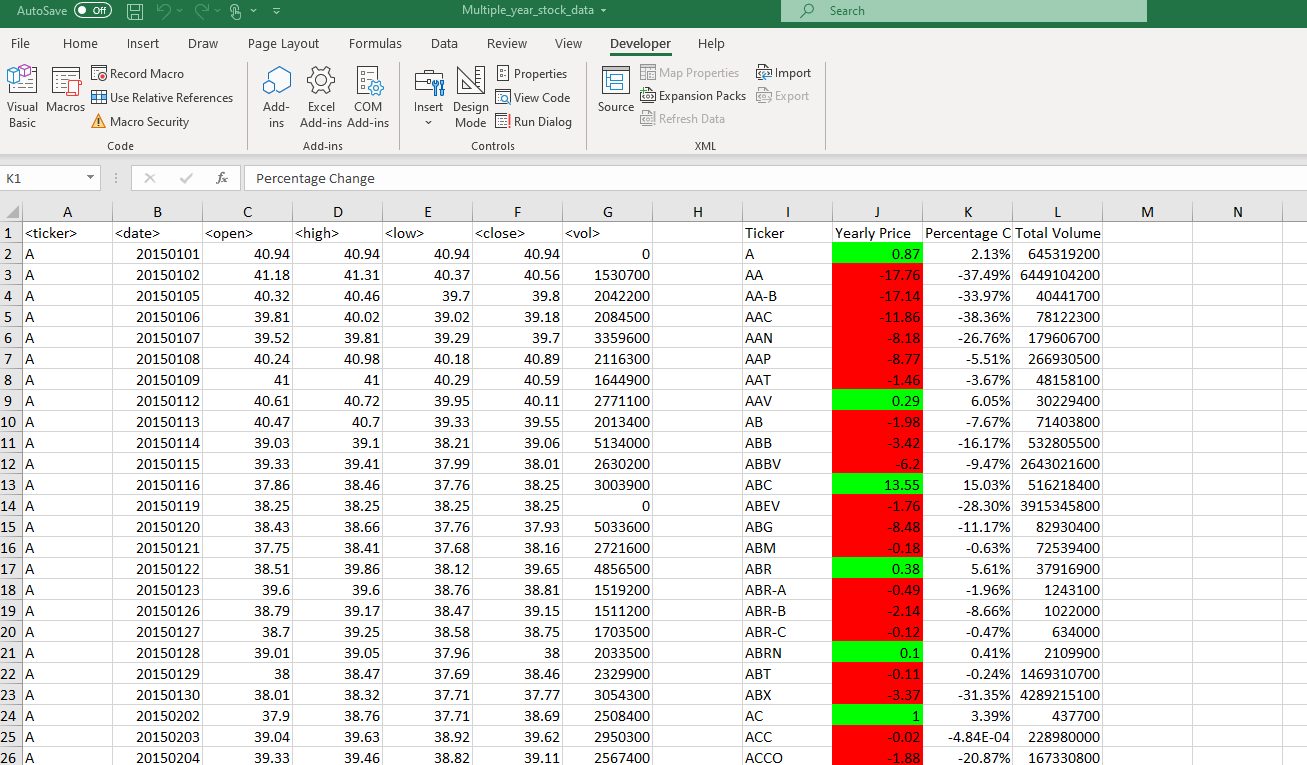 AutoSave Off Multiple_year_stock_data Search
File Home Insert Draw Page Layout Formulas Data Review View Developer Help
Visual Basic
Macros
Record Macro
Use Relative References
Macro Security
Code
Add-ins
Excel Add-ins
COM Add-ins
Add-ins
Insert
Design Mode
Properties
View Code
Run Dialog
Controls
Source
Map Properties
Expansion Packs
Refresh Data
Import
Export
XML
K1 fx Percentage Change
A B C D E F G H I J K L M N
1 <ticker> <date> <open> <high> <low> <close> <vol> Ticker Yearly Price Percentage C Total Volume
2 A 20150101 40.94 40.94 40.94 40.94 0 A 0.87 2.13% 645319200
3 A 20150102 41.18 41.31 40.37 40.56 1530700 AA -17.76 -37.49% 6449104200
4 A 20150105 40.32 40.46 39.7 39.8 2042200 AA-B -17.14 -33.97% 40441700
5 A 20150106 39.81 40.02 39.02 39.18 2084500 AAC -11.86 -38.36% 78122300
6 A 20150107 39.52 39.81 39.29 39.7 3359600 AAN -8.18 -26.76% 179606700
7 A 20150108 40.24 40.98 40.18 40.89 2116300 AAP -8.77 -5.51% 266930500
8 A 20150109 41 41 40.29 40.59 1644900 AAT -1.46 -3.67% 48158100
9 A 20150112 40.61 40.72 39.95 40.11 2771100 AAV 0.29 6.05% 30229400
10 A 20150113 40.47 40.7 39.33 39.55 2013400 AB -1.98 -7.67% 71403800
11 A 20150114 39.03 39.1 38.21 39.06 5134000 ABB -3.42 -16.17% 532805500
12 A 20150115 39.33 39.41 37.99 38.01 2630200 ABBV -6.2 -9.47% 2643021600
13 A 20150116 37.86 38.46 37.76 38.25 3003900 ABC 13.55 15.03% 516218400
14 A 20150119 38.25 38.25 38.25 38.25 0 ABEV -1.76 -28.30% 3915345800
15 A 20150120 38.43 38.66 37.76 37.93 5033600 ABG -8.48 -11.17% 82930400
16 A 20150121 37.75 38.41 37.68 38.16 2721600 ABM -0.18 -0.63% 72539400
17 A 20150122 38.51 39.86 38.12 39.65 4856500 ABR 0.38 5.61% 37916900
18 A 20150123 39.6 39.6 38.76 38.81 1519200 ABR-A -0.49 -1.96% 1243100
19 A 20150126 38.79 39.17 38.47 39.15 1511200 ABR-B -2.14 -8.66% 1022000
20 A 20150127 38.7 39.25 38.58 38.75 1703500 ABR-C -0.12 -0.47% 634000
21 A 20150128 39.01 39.05 37.96 38 2033500 ABRN 0.1 0.41% 2109900
22 A 20150129 38 38.47 37.69 38.46 2329900 ABT -0.11 -0.24% 1469310700
23 A 20150130 38.01 38.32 37.71 37.77 3054300 ABX -3.37 -31.35% 4289215100
24 A 20150202 37.9 38.76 37.71 38.69 2508400 AC 1 3.39% 437700
25 A 20150203 39.04 39.63 38.92 39.62 2950300 ACC -0.02 -4.84E-04 228980000
26 A 20150204 39.33 39.46 38.82 39.11 2567400 ACCO -1.88 -20.87% 167330800